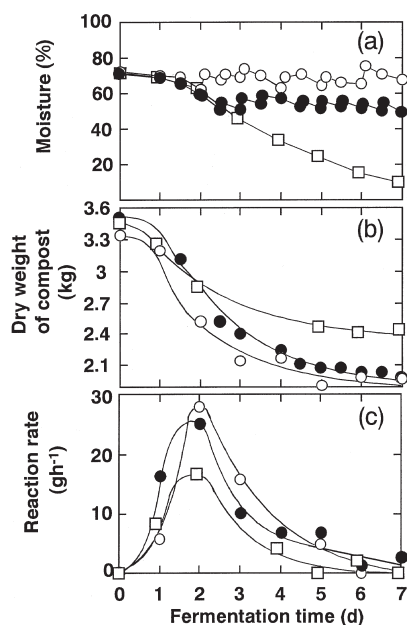 (a)
Moisture (%)
100
80
60
40
20
0
(b)
Dry weight
of compost
(kg)
3.6
3.3
3
2.7
2.4
2.1
(c)
Reaction rate
(gh-1)
30
20
10
0
0 1 2 3 4 5 6 7
Fermentation time (d)